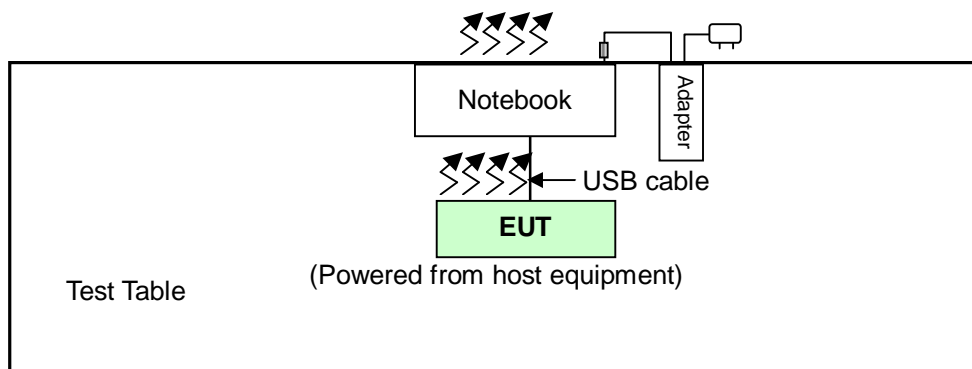 Notebook
Adapter
USB cable
EUT
(Powered from host equipment)
Test Table